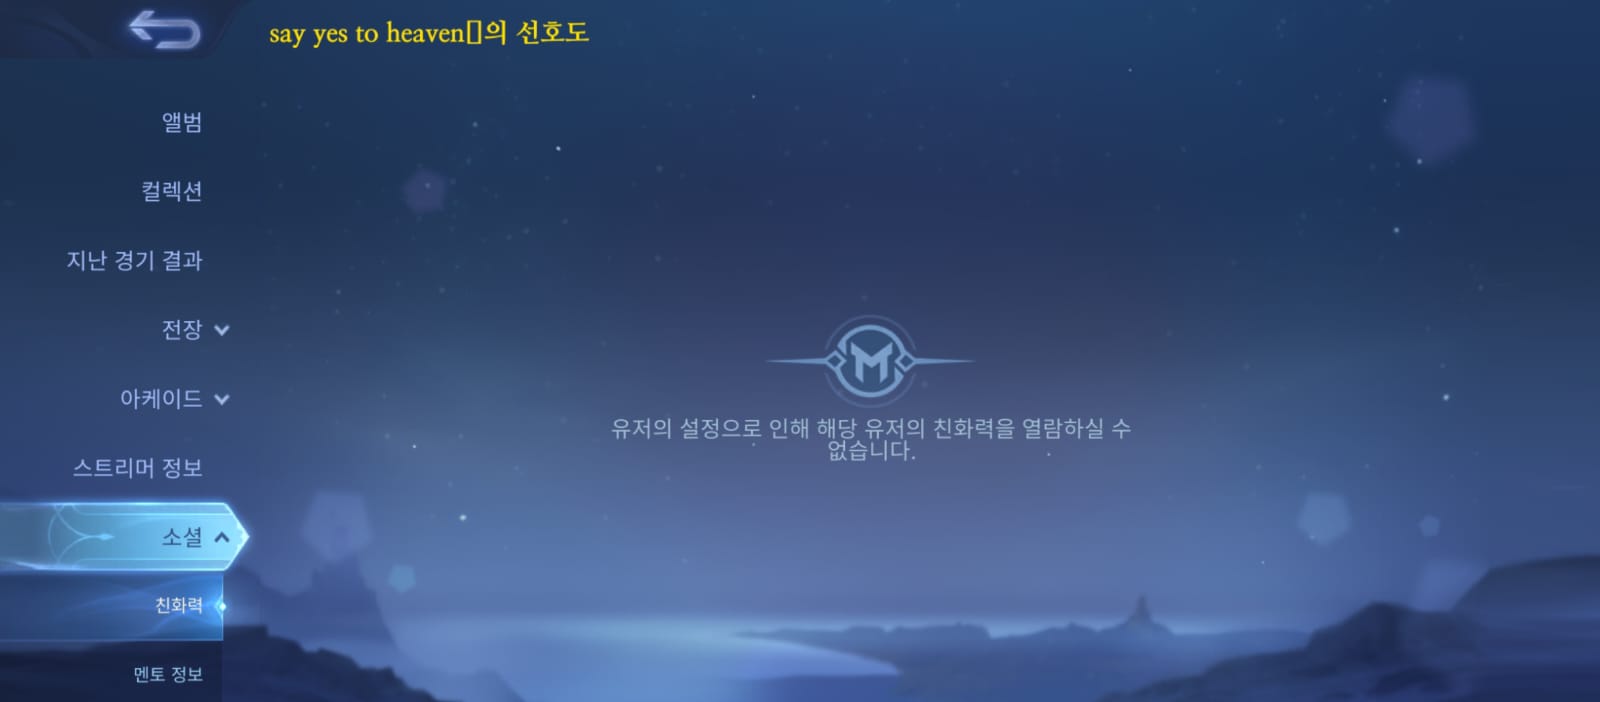 say yes to heaven[]의 선호도
앨범
컬렉션
지난 경기 결과
전장
아케이드
스트리머 정보
소셜
친화력
멘토 정보
유저의 설정으로 인해 해당 유저의 친화력을 열람하실 수
없습니다.